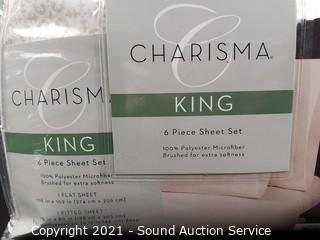 CHARISMA
KING
6 Piece Sheet Set
100% Polyester Microfiber
Brushed for extra softness
CHARISMA
KING
6 Piece Sheet Set
100% Polyester Microfiber
Brushed for extra softness
1 FLAT SHEET
1 FITTED SHEET
Copyright 2021 - Sound Auction Service